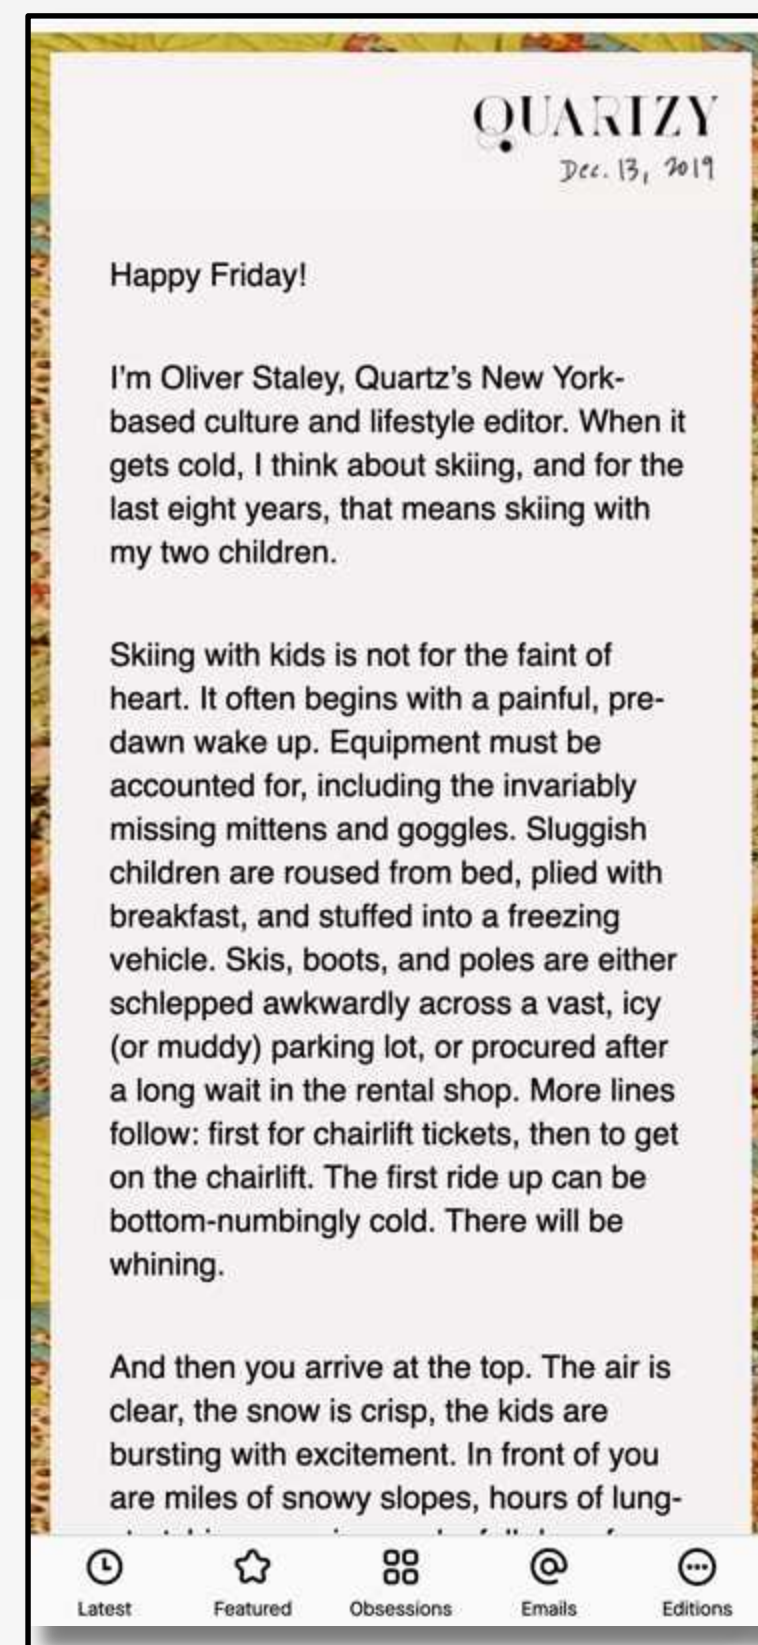 QUARTZY
Dec. 13, 2019
Happy Friday!
I'm Oliver Staley, Quartz's New York-
based culture and lifestyle editor. When it
gets cold, I think about skiing, and for the
last eight years, that means skiing with
my two children.
Skiing with kids is not for the faint of
heart. It often begins with a painful, pre-
dawn wake up. Equipment must be
accounted for, including the invariably
missing mittens and goggles. Sluggish
children are roused from bed, plied with
breakfast, and stuffed into a freezing
vehicle. Skis, boots, and poles are either
schlepped awkwardly across a vast, icy
(or muddy) parking lot, or procured after
a long wait in the rental shop. More lines
follow: first for chairlift tickets, then to get
on the chairlift. The first ride up can be
bottom-numbingly cold. There will be
whining.
And then you arrive at the top. The air is
clear, the snow is crisp, the kids are
bursting with excitement. In front of you
are miles of snowy slopes, hours of lung-
Latest Featured Obsessions Emails Editions